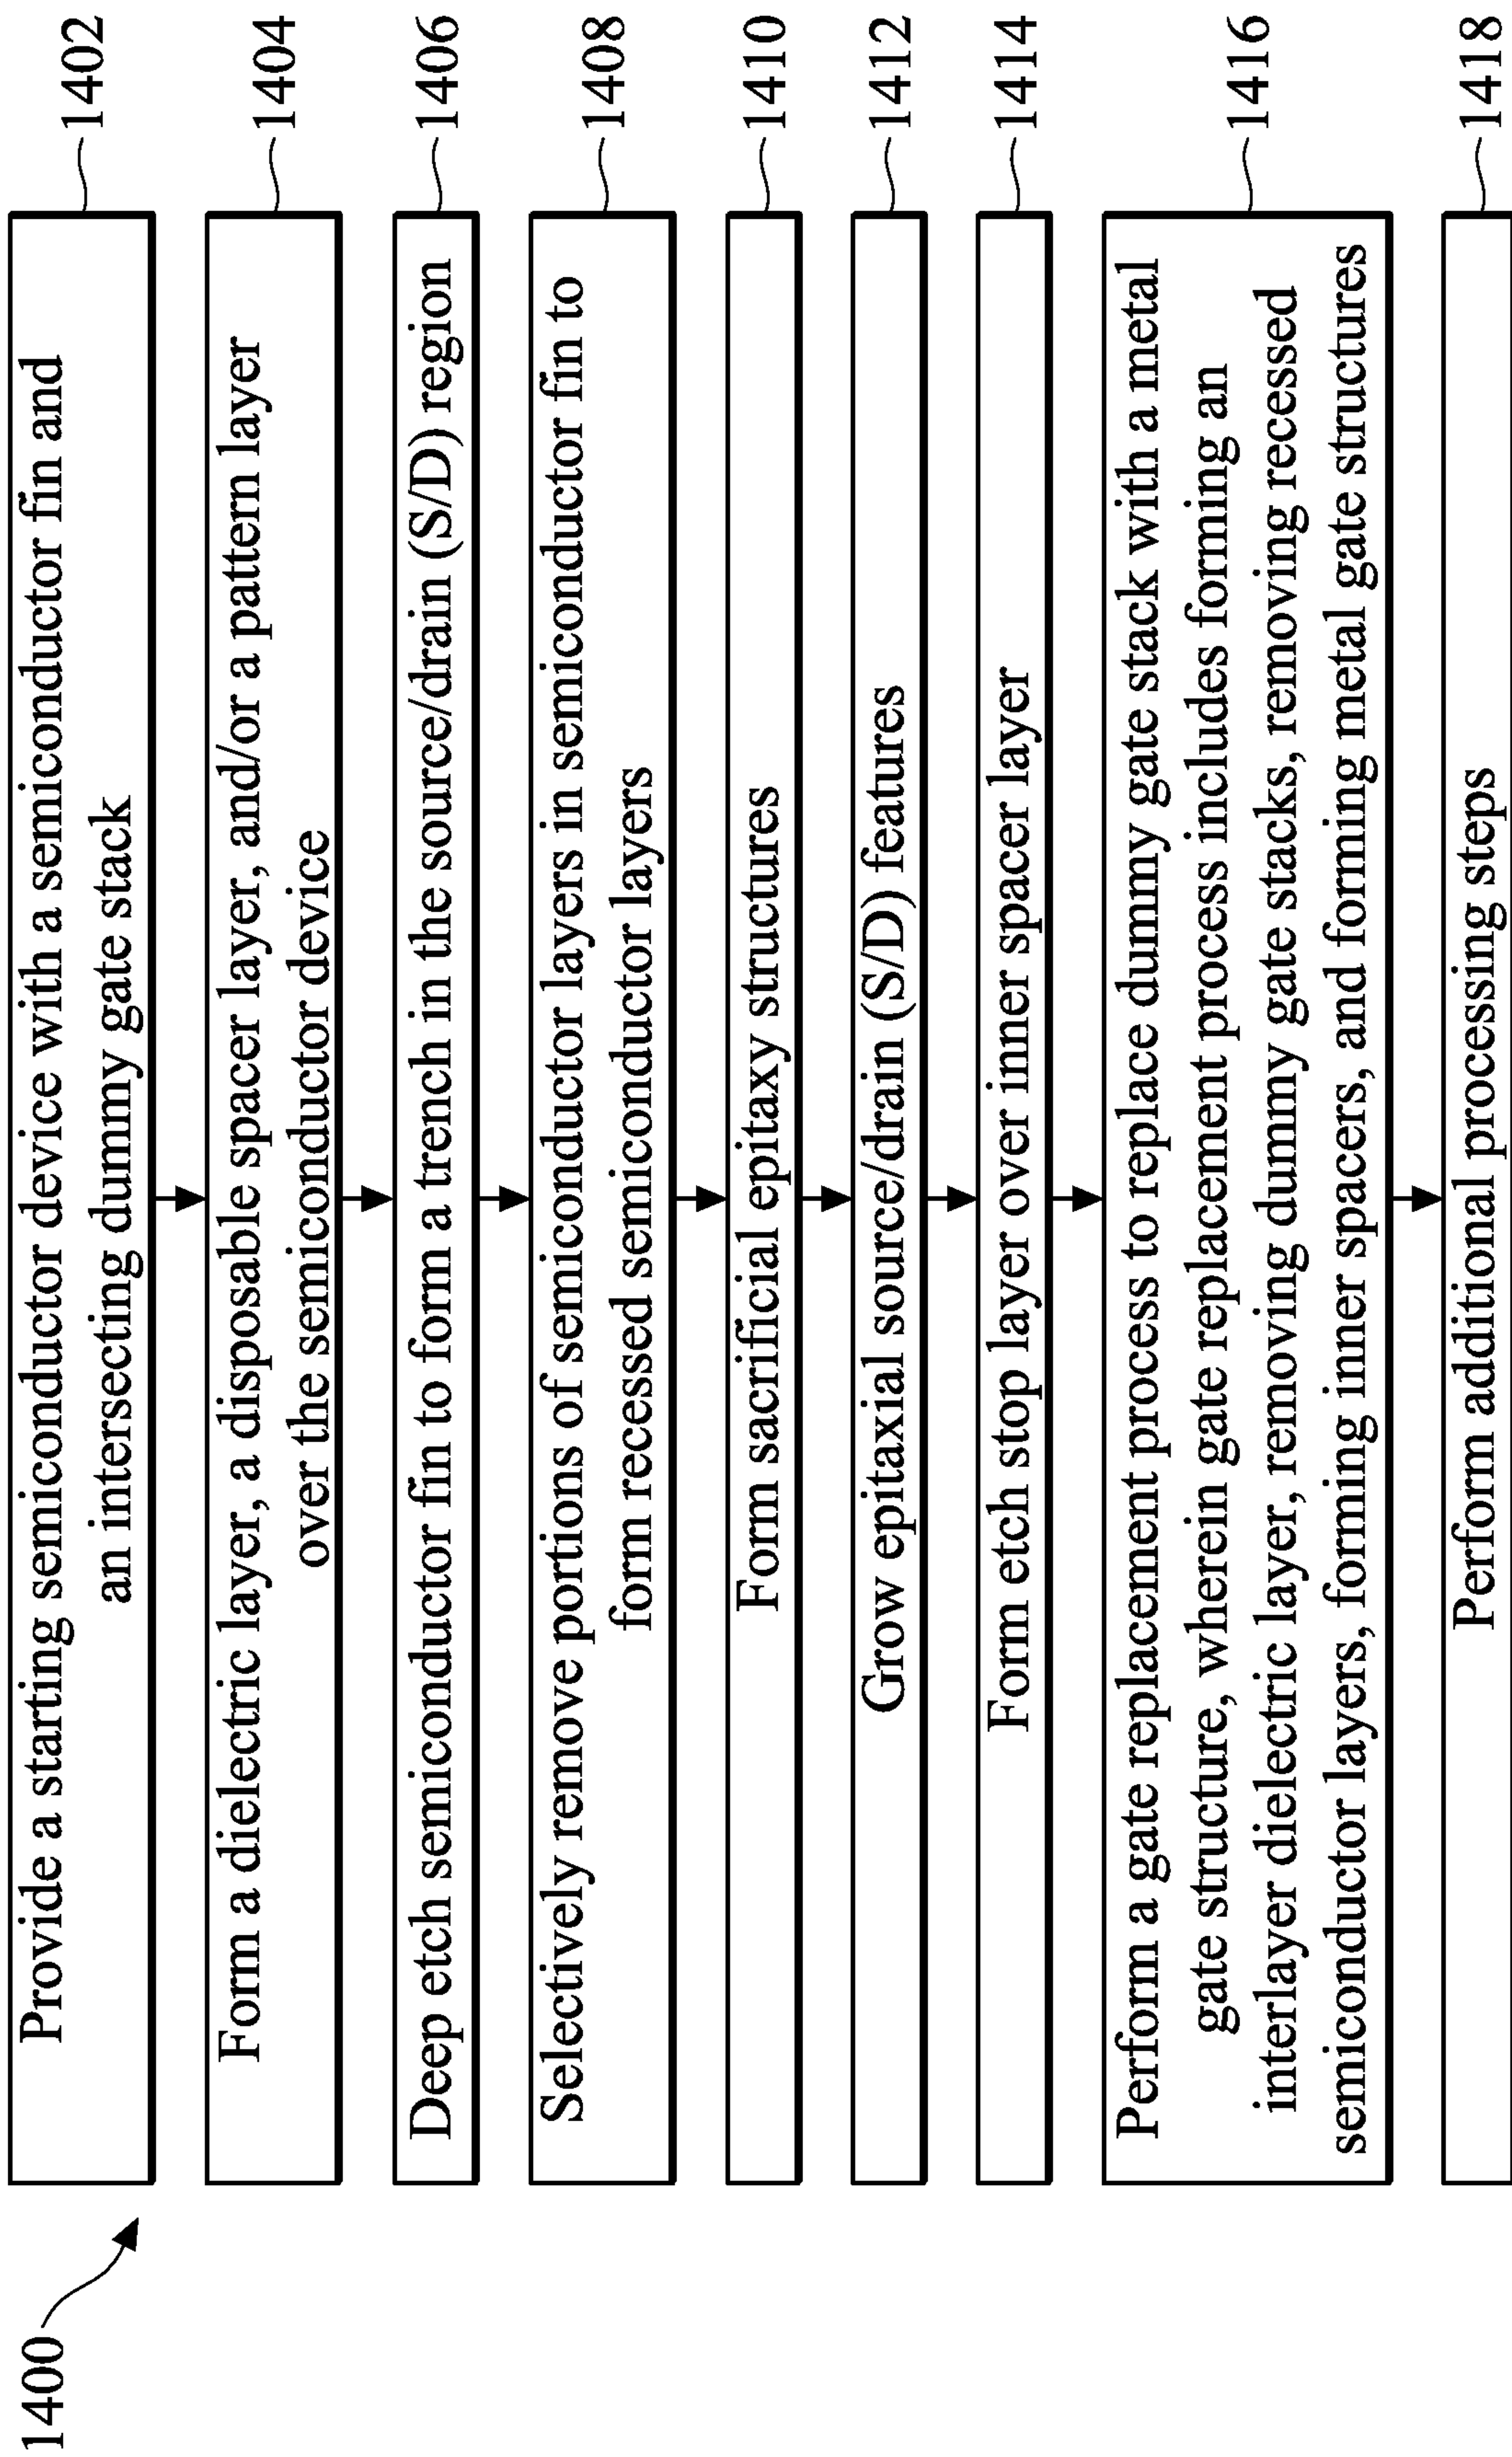 1400
Provide a starting semiconductor device with a semiconductor fin and
an intersecting dummy gate stack
1402
Form a dielectric layer, a disposable spacer layer, and/or a pattern layer
over the semiconductor device
1404
Deep etch semiconductor fin to form a trench in the source/drain (S/D) region
1406
Selectively remove portions of semiconductor layers in semiconductor fin to
form recessed semiconductor layers
1408
Form sacrificial epitaxy structures
1410
Grow epitaxial source/drain (S/D) features
1412
Form etch stop layer over inner spacer layer
1414
Perform a gate replacement process to replace dummy gate stack with a metal
gate structure, wherein gate replacement process includes forming an
interlayer dielectric layer, removing dummy gate stacks, removing recessed
semiconductor layers, forming inner spacers, and forming metal gate structures
1416
Perform additional processing steps
1418